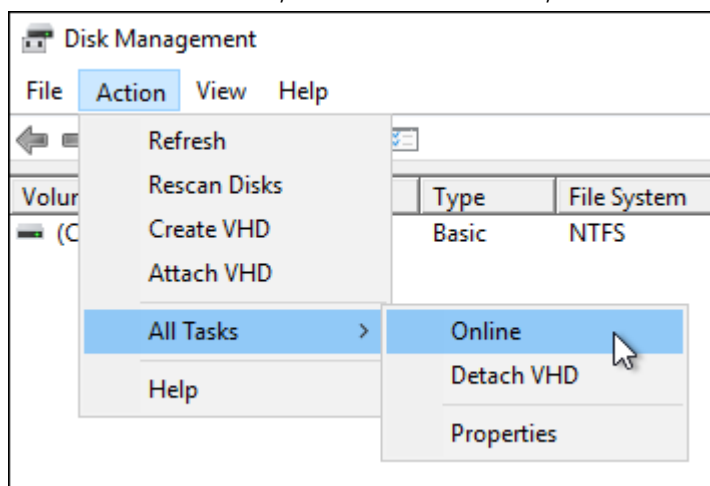 Disk Management
File Action View Help
Refresh
Rescan Disks
Create VHD
Attach VHD
All Tasks >
Help
Type File System
Basic NTFS
Online
Detach VHD
Properties